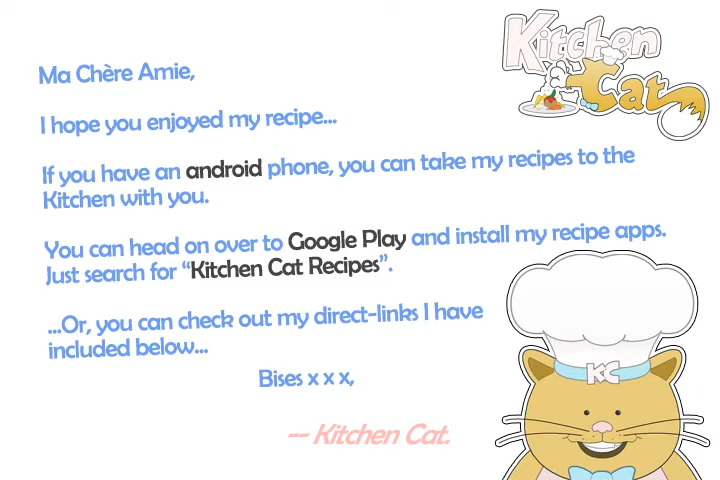 Kitchen
Cat
Ma Chère Amie,
I hope you enjoyed my recipe...
If you have an android phone, you can take my recipes to the
Kitchen with you.
You can head on over to Google Play and install my recipe apps.
Just search for “Kitchen Cat Recipes”.
...Or, you can check out my direct-links I have
included below...
Bises x x x,
-- Kitchen Cat.
KC